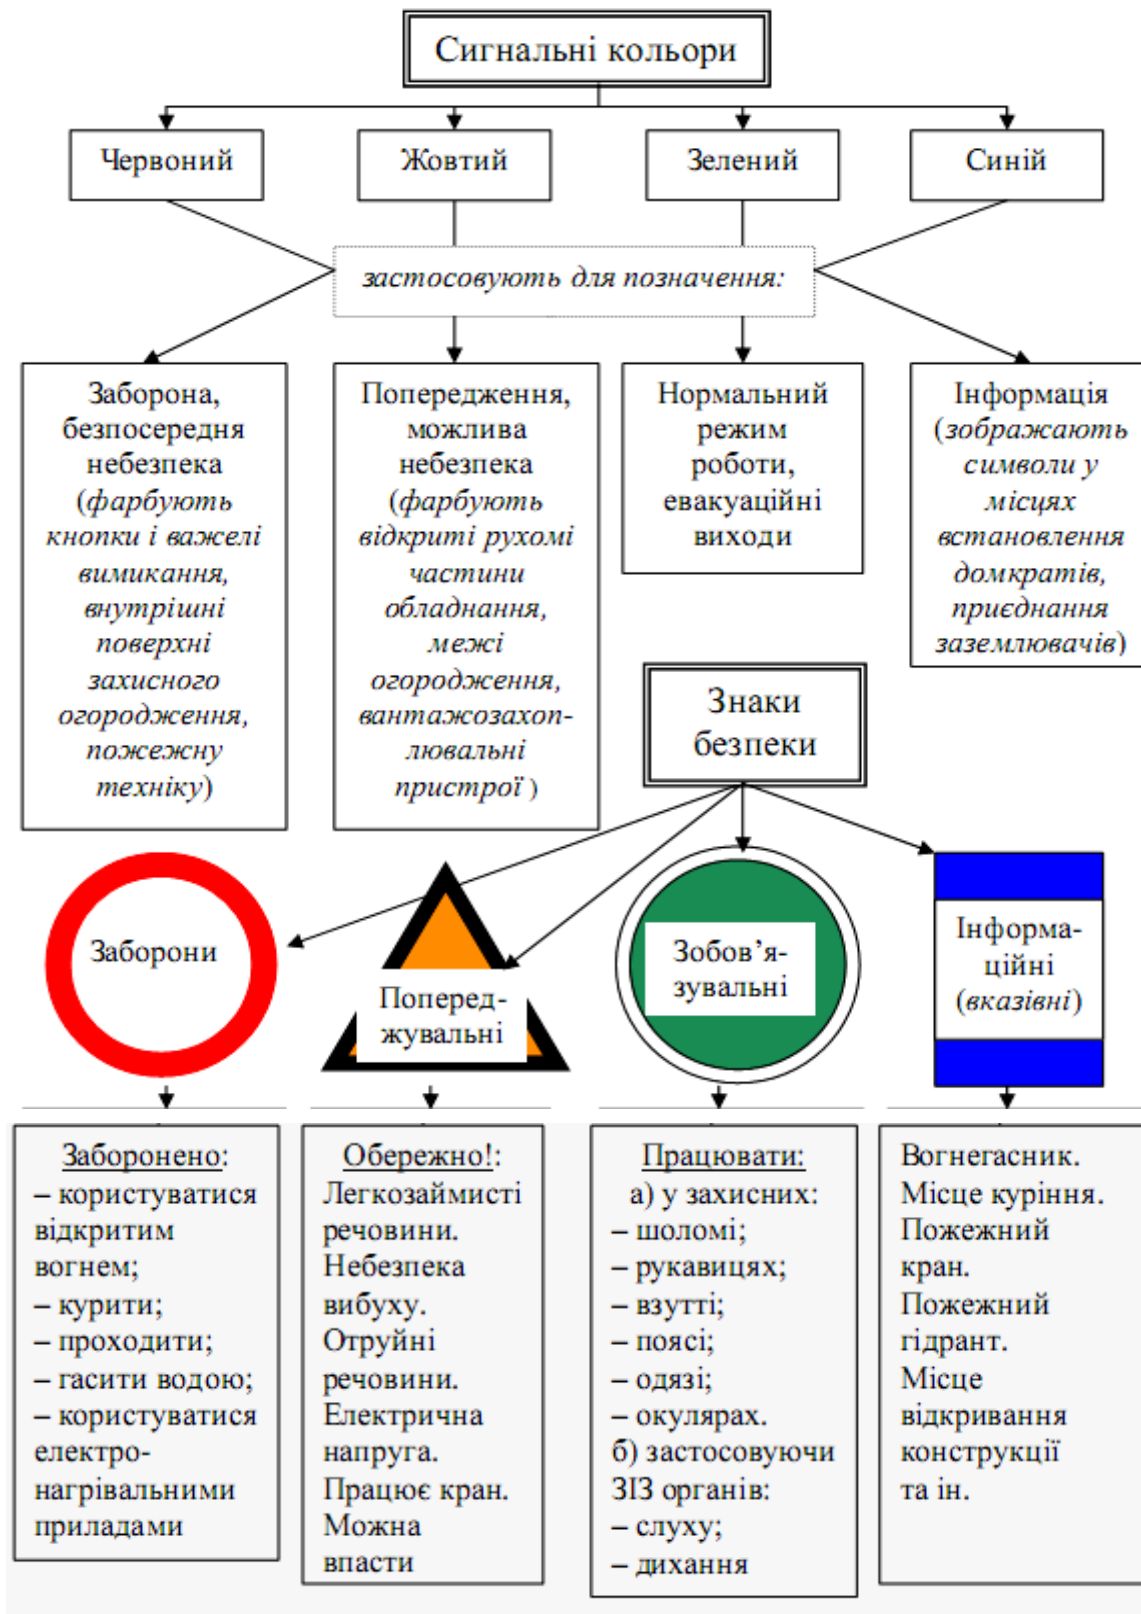 Сигнальні кольори
Червоний
Жовтий
Зелений
Синій
застосовують для позначення:
Заборона,
безпосередня
небезпека
(фарбують
кнопки і важелі
вимикання,
внутрішні
поверхні
захисного
огородження,
пожежну
техніку)
Попередження,
можлива
небезпека
(фарбують
відкриті рухомі
частини
обладнання,
межі
огородження,
вантажозахоп-
лювальні
пристрої )
Нормальний
режим
роботи,
евакуаційні
виходи
Інформація
(зображають
символи у
місцях
встановлення
домкратів,
приєднання
заземлювачів)
Знаки
безпеки
Заборони
Поперед-
жувальні
Зобов’я-
зувальні
Інформа-
ційні
(вказівні)
Заборонено:
– користуватися
відкритим
вогнем;
– курити;
– проходити;
– гасити водою;
– користуватися
електро-
нагрівальними
приладами
Обережно!:
Легкозаймисті
речовини.
Небезпека
вибуху.
Отруйні
речовини.
Електрична
напруга.
Працює кран.
Можна
впасти
Працювати:
а) у захисних:
– шоломі;
– рукавицях;
– взутті;
– поясі;
– одязі;
– окулярах.
б) застосовуючи
ЗІЗ органів:
– слуху;
– дихання
Вогнегасник.
Місце куріння.
Пожежний
кран.
Пожежний
гідрант.
Місце
відкривання
конструкції
та ін.